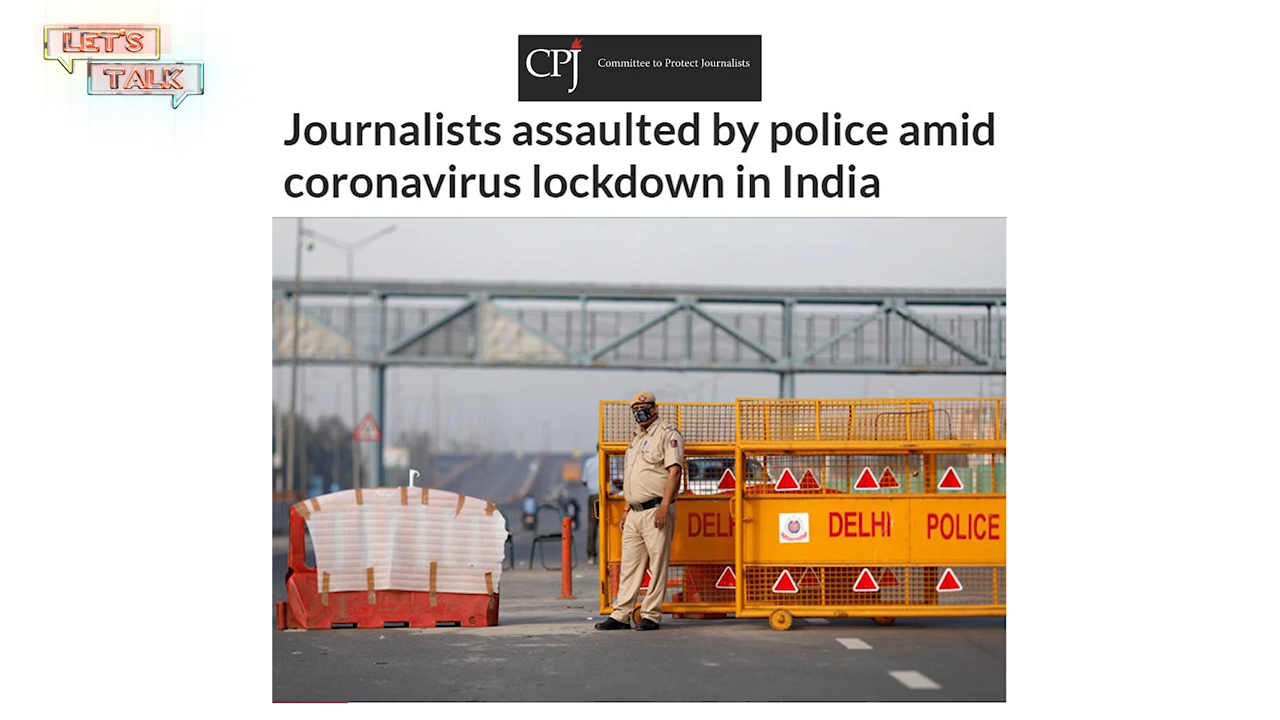 LET'S
TALK
CPJ Committee to Protect Journalists
Journalists assaulted by police amid
coronavirus lockdown in India
DELHI DELHI POLICE